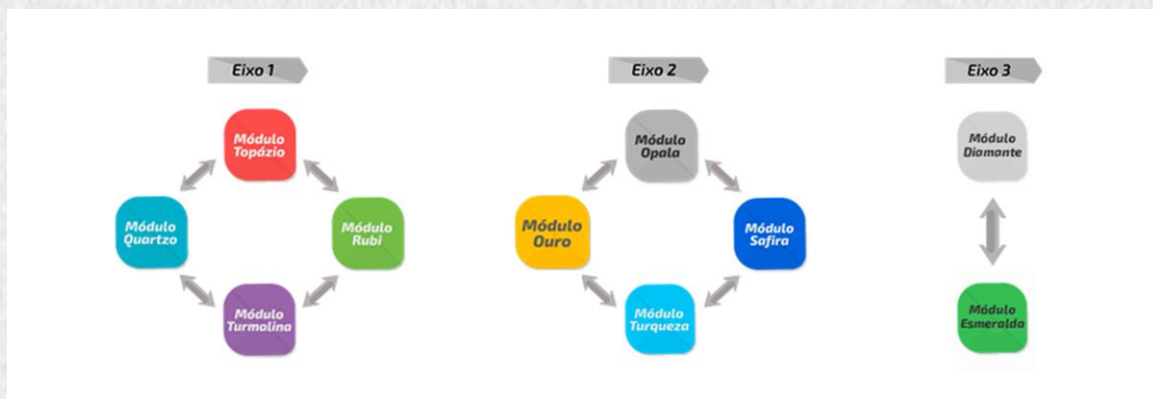 Eixo 1
Módulo
Topázio
Módulo
Quartzo
Módulo
Rubi
Módulo
Turmalina
Eixo 2
Módulo
Opala
Módulo
Ouro
Módulo
Safira
Módulo
Turqueza
Eixo 3
Módulo
Diamante
Módulo
Esmeralda